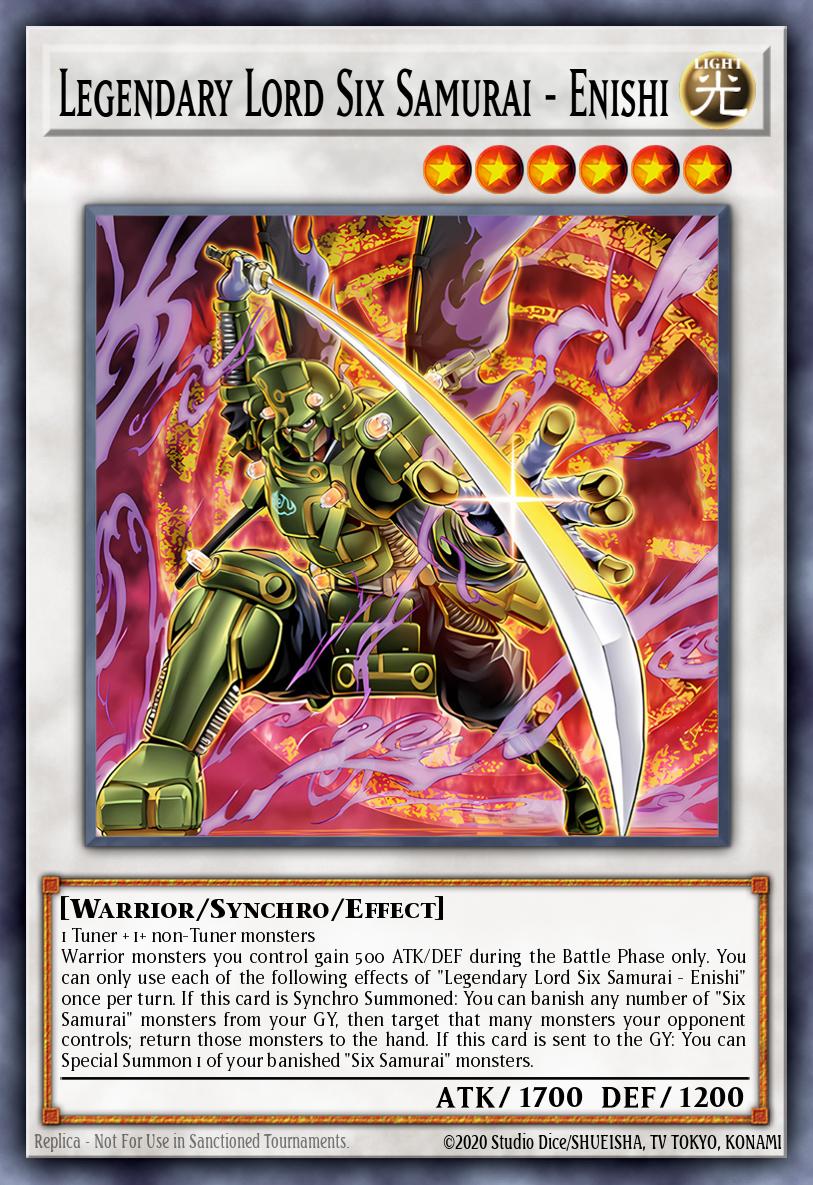 Legendary Lord Six Samurai - Enishi
LIGHT
光
[Warrior/Synchro/Effect]
1 Tuner + 1+ non-Tuner monsters
Warrior monsters you control gain 500 ATK/DEF during the Battle Phase only. You
can only use each of the following effects of "Legendary Lord Six Samurai - Enishi"
once per turn. If this card is Synchro Summoned: You can banish any number of "Six
Samurai" monsters from your GY, then target that many monsters your opponent
controls; return those monsters to the hand. If this card is sent to the GY: You can
Special Summon 1 of your banished "Six Samurai" monsters.
ATK/ 1700 DEF/ 1200
Replica - Not For Use in Sanctioned Tournaments.
©2020 Studio Dice/SHUEISHA, TV TOKYO, KONAMI